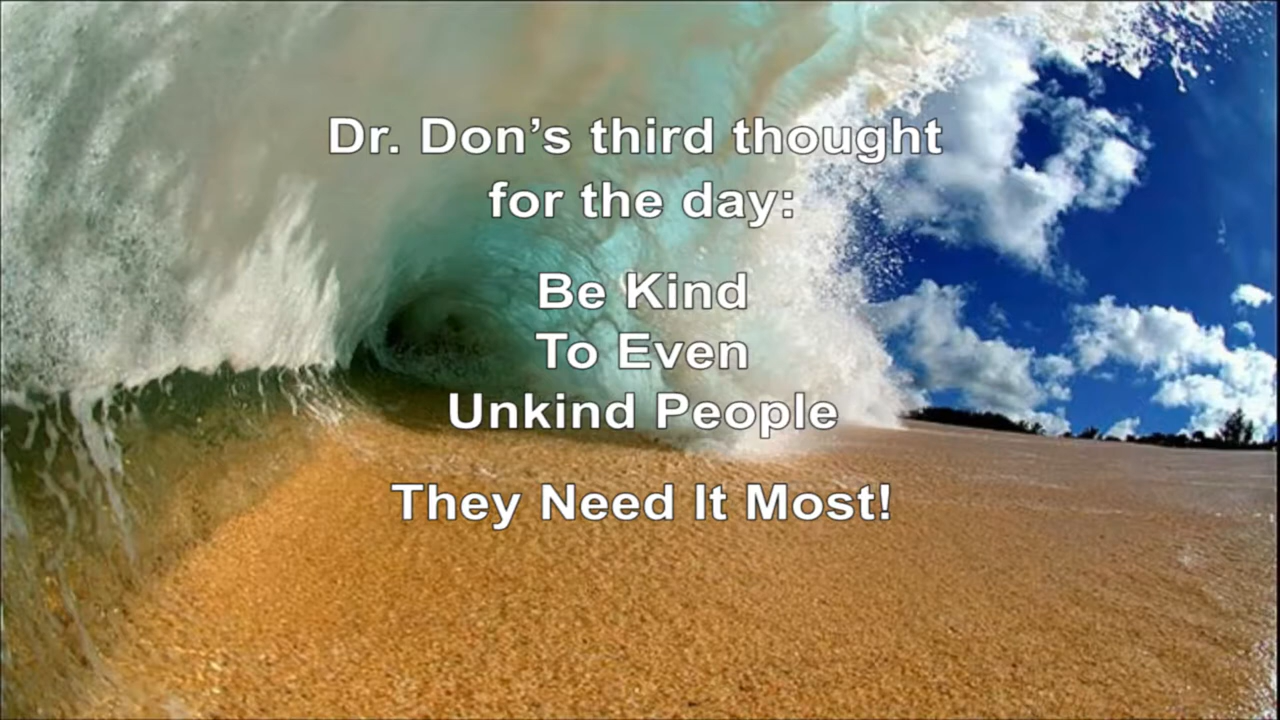 Dr. Don’s third thought
for the day:
Be Kind
To Even
Unkind People
They Need It Most!